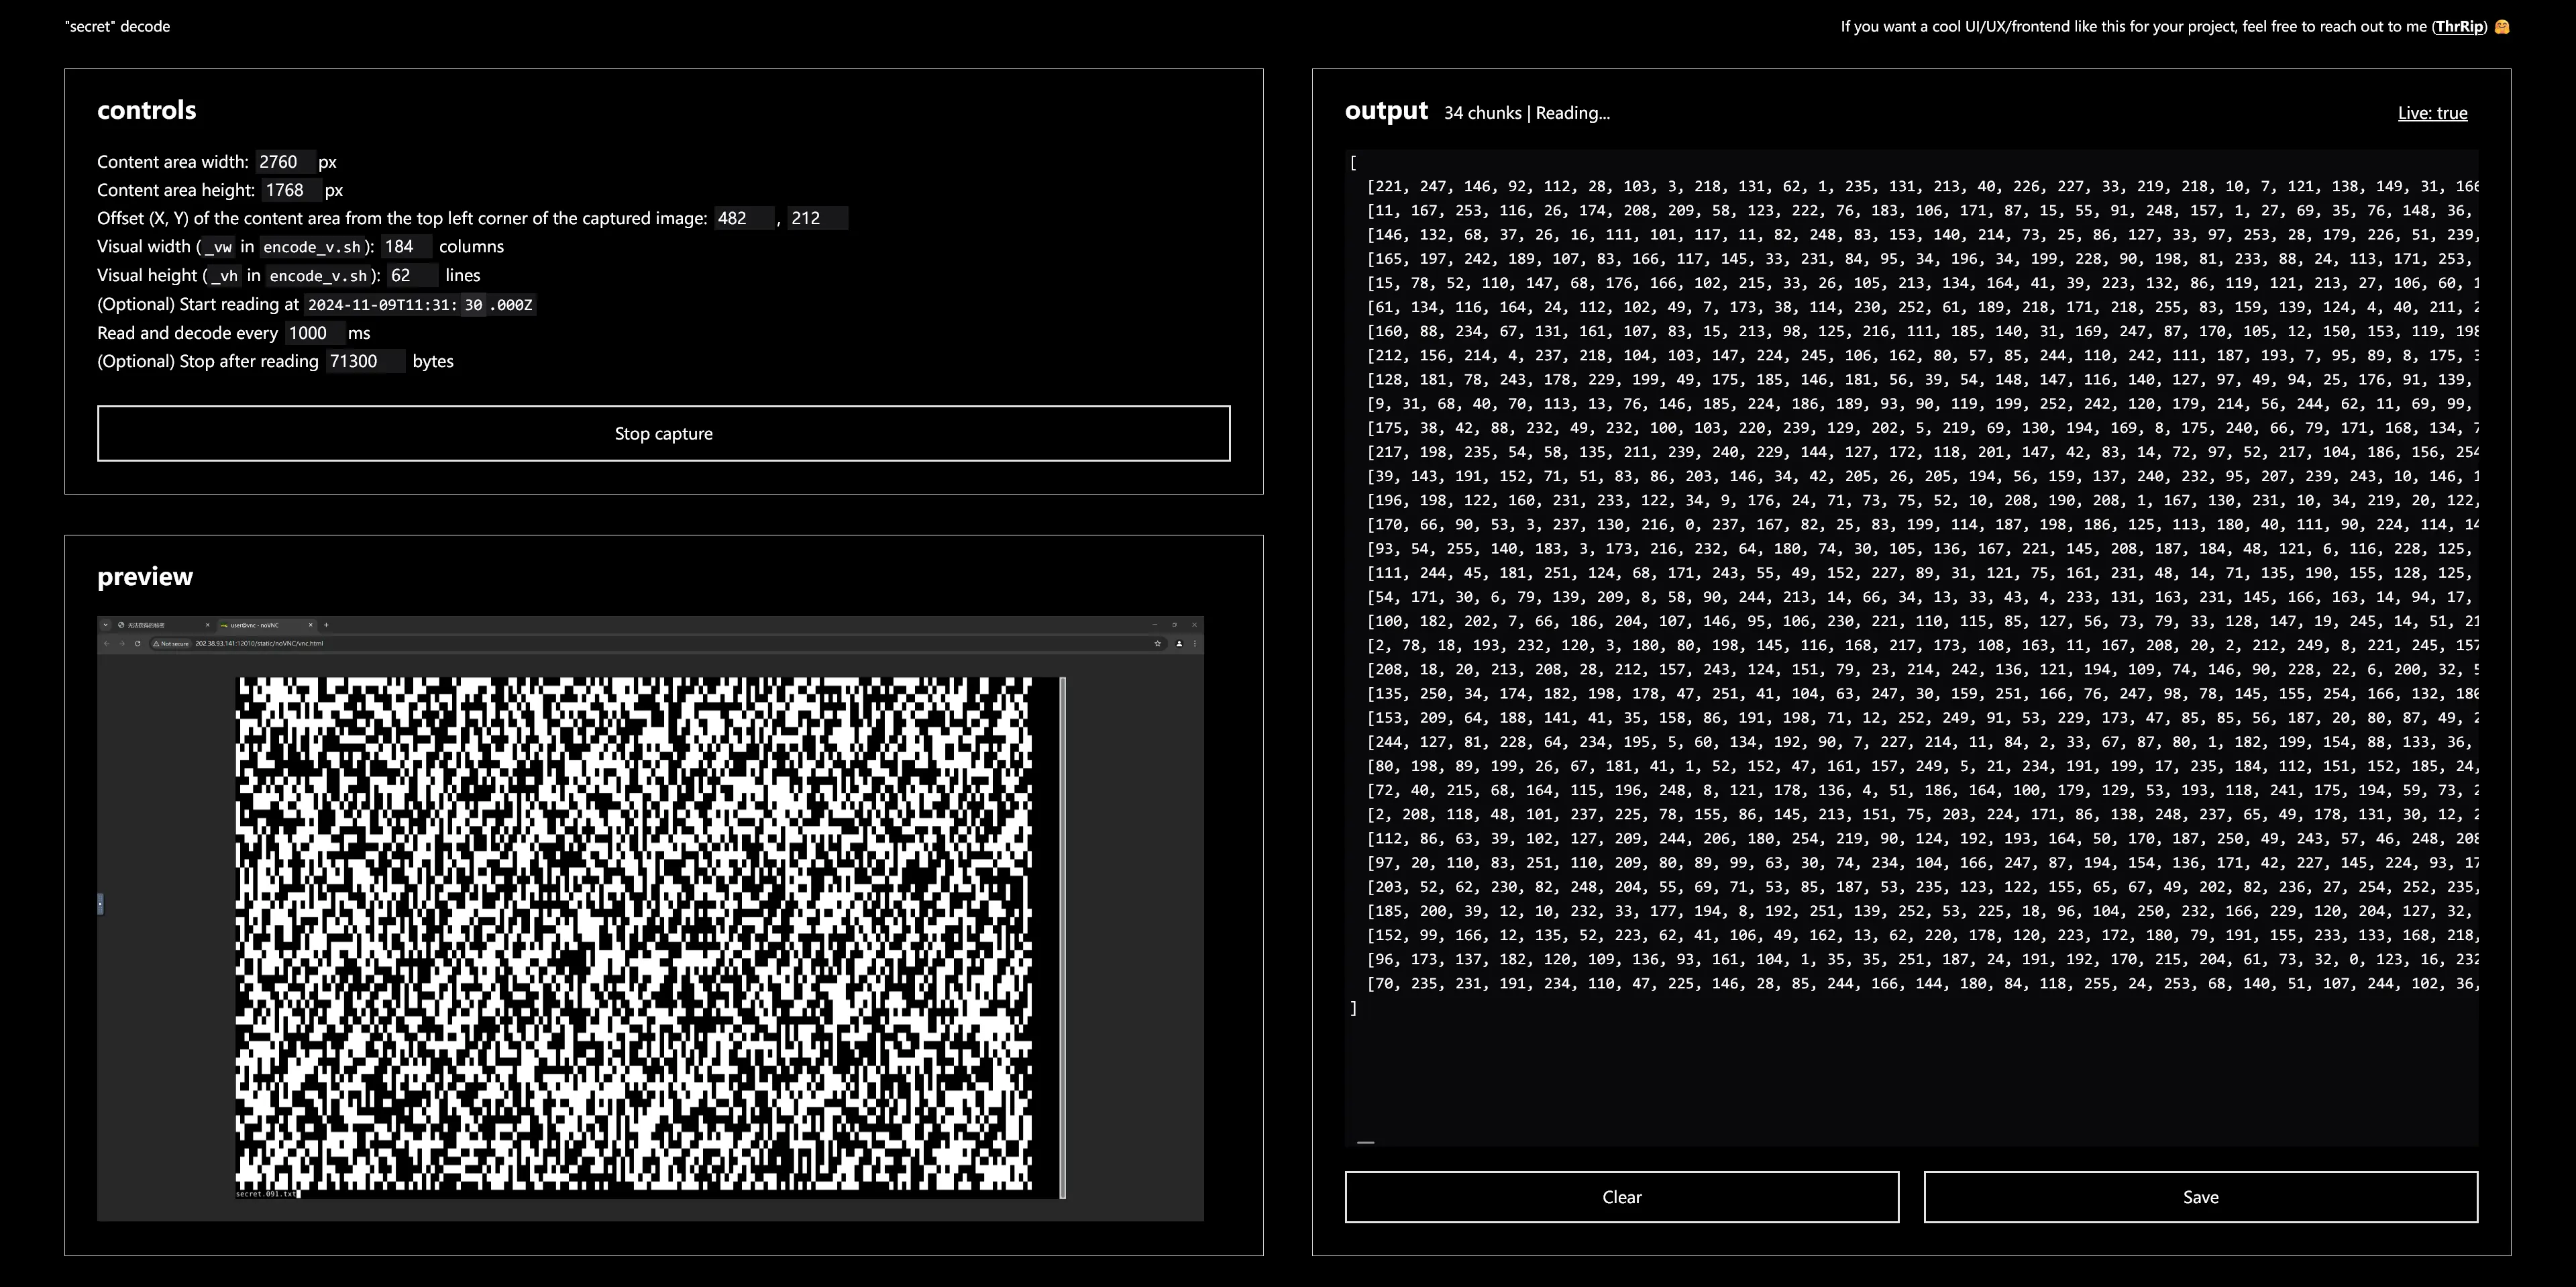 "secret" decode
If you want a cool UI/UX/frontend like this for your project, feel free to reach out to me (ThrRip) 🤗
controls
Content area width: 2760 px
Content area height: 1768 px
Offset (X, Y) of the content area from the top left corner of the captured image: 482 , 212
Visual width (_vw in encode_v.sh): 184 columns
Visual height (_vh in encode_v.sh): 62 lines
(Optional) Start reading at 2024-11-09T11:31:30.000Z
Read and decode every 1000 ms
(Optional) Stop after reading 71300 bytes
Stop capture
preview
无法获得的秘密
user@vnc - noVNC
Not secure 202.38.93.141:12010/static/noVNC/vnc.html
secret.091.txt
output 34 chunks | Reading...
Live: true
[
[221, 247, 146, 92, 112, 28, 103, 3, 218, 131, 62, 1, 235, 131, 213, 40, 226, 227, 33, 219, 218, 10, 7, 121, 138, 149, 31, 166
[11, 167, 253, 116, 26, 174, 208, 209, 58, 123, 222, 76, 183, 106, 171, 87, 15, 55, 91, 248, 157, 1, 27, 69, 35, 76, 148, 36,
[146, 132, 68, 37, 26, 16, 111, 101, 117, 11, 82, 248, 83, 153, 140, 214, 73, 25, 86, 127, 33, 97, 253, 28, 179, 226, 51, 239,
[165, 197, 242, 189, 107, 83, 166, 117, 145, 33, 231, 84, 95, 34, 196, 34, 199, 228, 90, 198, 81, 233, 88, 24, 113, 171, 253,
[15, 78, 52, 110, 147, 68, 176, 166, 102, 215, 33, 26, 105, 213, 134, 164, 41, 39, 223, 132, 86, 119, 121, 213, 27, 106, 60, 1
[61, 134, 116, 164, 24, 112, 102, 49, 7, 173, 38, 114, 230, 252, 61, 189, 218, 171, 218, 255, 83, 159, 139, 124, 4, 40, 211, 2
[160, 88, 234, 67, 131, 161, 107, 83, 15, 213, 98, 125, 216, 111, 185, 140, 31, 169, 247, 87, 170, 105, 12, 150, 153, 119, 198
[212, 156, 214, 4, 237, 218, 104, 103, 147, 224, 245, 106, 162, 80, 57, 85, 244, 110, 242, 111, 187, 193, 7, 95, 89, 8, 175, 3
[128, 181, 78, 243, 178, 229, 199, 49, 175, 185, 146, 181, 56, 39, 54, 148, 147, 116, 140, 127, 97, 49, 94, 25, 176, 91, 139,
[9, 31, 68, 40, 70, 113, 13, 76, 146, 185, 224, 186, 189, 93, 90, 119, 199, 252, 242, 120, 179, 214, 56, 244, 62, 11, 69, 99,
[175, 38, 42, 88, 232, 49, 232, 100, 103, 220, 239, 129, 202, 5, 219, 69, 130, 194, 169, 8, 175, 240, 66, 79, 171, 168, 134, 7
[217, 198, 235, 54, 58, 135, 211, 239, 240, 229, 144, 127, 172, 118, 201, 147, 42, 83, 14, 72, 97, 52, 217, 104, 186, 156, 254
[39, 143, 191, 152, 71, 51, 83, 86, 203, 146, 34, 42, 205, 26, 205, 194, 56, 159, 137, 240, 232, 95, 207, 239, 243, 10, 146, 1
[196, 198, 122, 160, 231, 233, 122, 34, 9, 176, 24, 71, 73, 75, 52, 10, 208, 190, 208, 1, 167, 130, 231, 10, 34, 219, 20, 122,
[170, 66, 90, 53, 3, 237, 130, 216, 0, 237, 167, 82, 25, 83, 199, 114, 187, 198, 186, 125, 113, 180, 40, 111, 90, 224, 114, 14
[93, 54, 255, 140, 183, 3, 173, 216, 232, 64, 180, 74, 30, 105, 136, 167, 221, 145, 208, 187, 184, 48, 121, 6, 116, 228, 125,
[111, 244, 45, 181, 251, 124, 68, 171, 243, 55, 49, 152, 227, 89, 31, 121, 75, 161, 231, 48, 14, 71, 135, 190, 155, 128, 125,
[54, 171, 30, 6, 79, 139, 209, 8, 58, 90, 244, 213, 14, 66, 34, 13, 33, 43, 4, 233, 131, 163, 231, 145, 166, 163, 14, 94, 17,
[100, 182, 202, 7, 66, 186, 204, 107, 146, 95, 106, 230, 221, 110, 115, 85, 127, 56, 73, 79, 33, 128, 147, 19, 245, 14, 51, 21
[2, 78, 18, 193, 232, 120, 3, 180, 80, 198, 145, 116, 168, 217, 173, 108, 163, 11, 167, 208, 20, 2, 212, 249, 8, 221, 245, 157
[208, 18, 20, 213, 208, 28, 212, 157, 243, 124, 151, 79, 23, 214, 242, 136, 121, 194, 109, 74, 146, 90, 228, 22, 6, 200, 32, 5
[135, 250, 34, 174, 182, 198, 178, 47, 251, 41, 104, 63, 247, 30, 159, 251, 166, 76, 247, 98, 78, 145, 155, 254, 166, 132, 180
[153, 209, 64, 188, 141, 41, 35, 158, 86, 191, 198, 71, 12, 252, 249, 91, 53, 229, 173, 47, 85, 85, 56, 187, 20, 80, 87, 49, 2
[244, 127, 81, 228, 64, 234, 195, 5, 60, 134, 192, 90, 7, 227, 214, 11, 84, 2, 33, 67, 87, 80, 1, 182, 199, 154, 88, 133, 36,
[80, 198, 89, 199, 26, 67, 181, 41, 1, 52, 152, 47, 161, 157, 249, 5, 21, 234, 191, 199, 17, 235, 184, 112, 151, 152, 185, 24,
[72, 40, 215, 68, 164, 115, 196, 248, 8, 121, 178, 136, 4, 51, 186, 164, 100, 179, 129, 53, 193, 118, 241, 175, 194, 59, 73, 2
[2, 208, 118, 48, 101, 237, 225, 78, 155, 86, 145, 213, 151, 75, 203, 224, 171, 86, 138, 248, 237, 65, 49, 178, 131, 30, 12, 2
[112, 86, 63, 39, 102, 127, 209, 244, 206, 180, 254, 219, 90, 124, 192, 193, 164, 50, 170, 187, 250, 49, 243, 57, 46, 248, 208
[97, 20, 110, 83, 251, 110, 209, 80, 89, 99, 63, 30, 74, 234, 104, 166, 247, 87, 194, 154, 136, 171, 42, 227, 145, 224, 93, 17
[203, 52, 62, 230, 82, 248, 204, 55, 69, 71, 53, 85, 187, 53, 235, 123, 122, 155, 65, 67, 49, 202, 82, 236, 27, 254, 252, 235,
[185, 200, 39, 12, 10, 232, 33, 177, 194, 8, 192, 251, 139, 252, 53, 225, 18, 96, 104, 250, 232, 166, 229, 120, 204, 127, 32,
[152, 99, 166, 12, 135, 52, 223, 62, 41, 106, 49, 162, 13, 62, 220, 178, 120, 223, 172, 180, 79, 191, 155, 233, 133, 168, 218,
[96, 173, 137, 182, 120, 109, 136, 93, 161, 104, 1, 35, 35, 251, 187, 24, 191, 192, 170, 215, 204, 61, 73, 32, 0, 123, 16, 232
[70, 235, 231, 191, 234, 110, 47, 225, 146, 28, 85, 244, 166, 144, 180, 84, 118, 255, 24, 253, 68, 140, 51, 107, 244, 102, 36,
]
Clear
Save